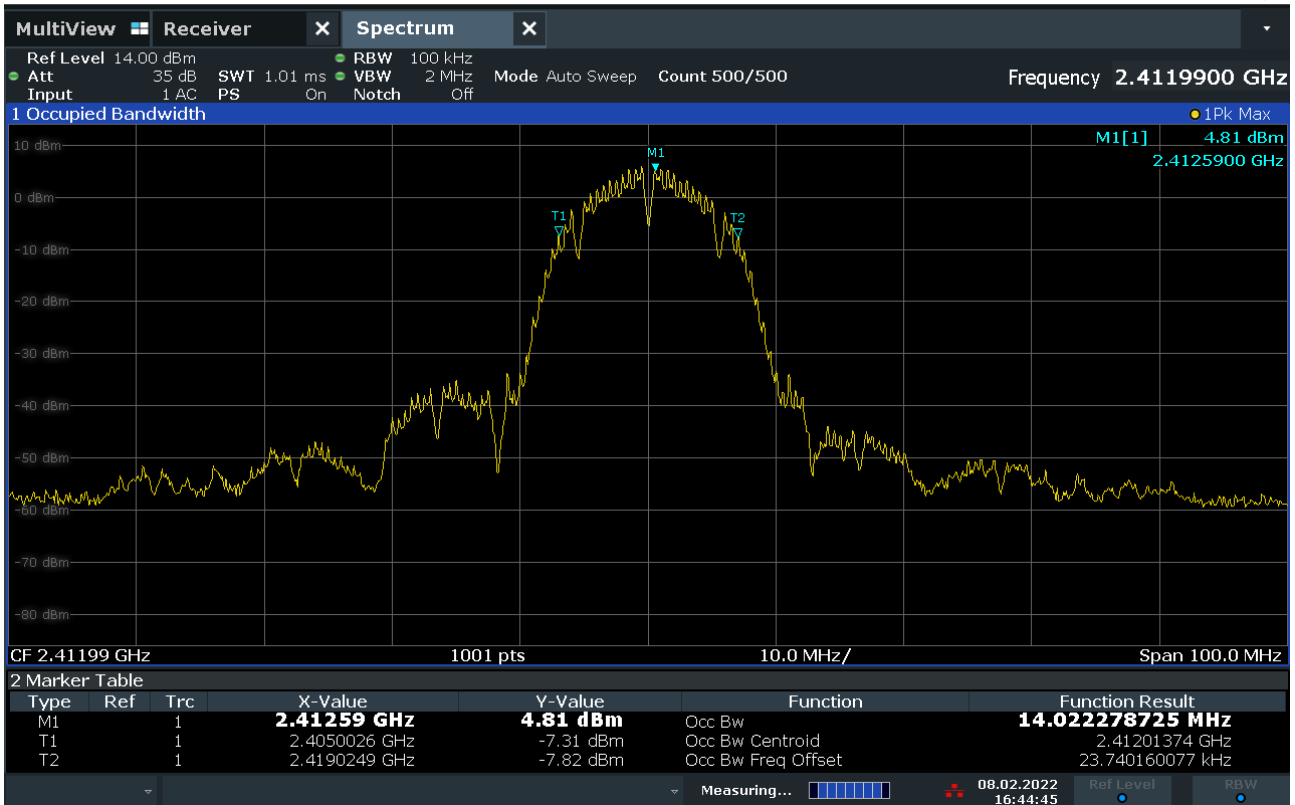 MultiView Receiver X Spectrum X
Ref Level 14.00 dBm RBW 100 kHz
Att 35 dB SWT 1.01 ms VBW 2 MHz Mode Auto Sweep Count 500/500 Frequency 2.4119900 GHz
Input 1 AC PS On Notch Off
1 Occupied Bandwidth 1Pk Max
M1[1] 4.81 dBm
2.4125900 GHz
10 dBm
M1
0 dBm
T1 T2
-10 dBm
-20 dBm
-30 dBm
-40 dBm
-50 dBm
-60 dBm
-70 dBm
-80 dBm
CF 2.41199 GHz 1001 pts 10.0 MHz/ Span 100.0 MHz
2 Marker Table
Type Ref Trc X-Value Y-Value Function Function Result
M1 1 2.41259 GHz 4.81 dBm Occ Bw 14.022278725 MHz
T1 1 2.4050026 GHz -7.31 dBm Occ Bw Centroid 2.41201374 GHz
T2 1 2.4190249 GHz -7.82 dBm Occ Bw Freq Offset 23.740160077 kHz
Measuring... 08.02.2022 Ref Level RBW
16:44:45